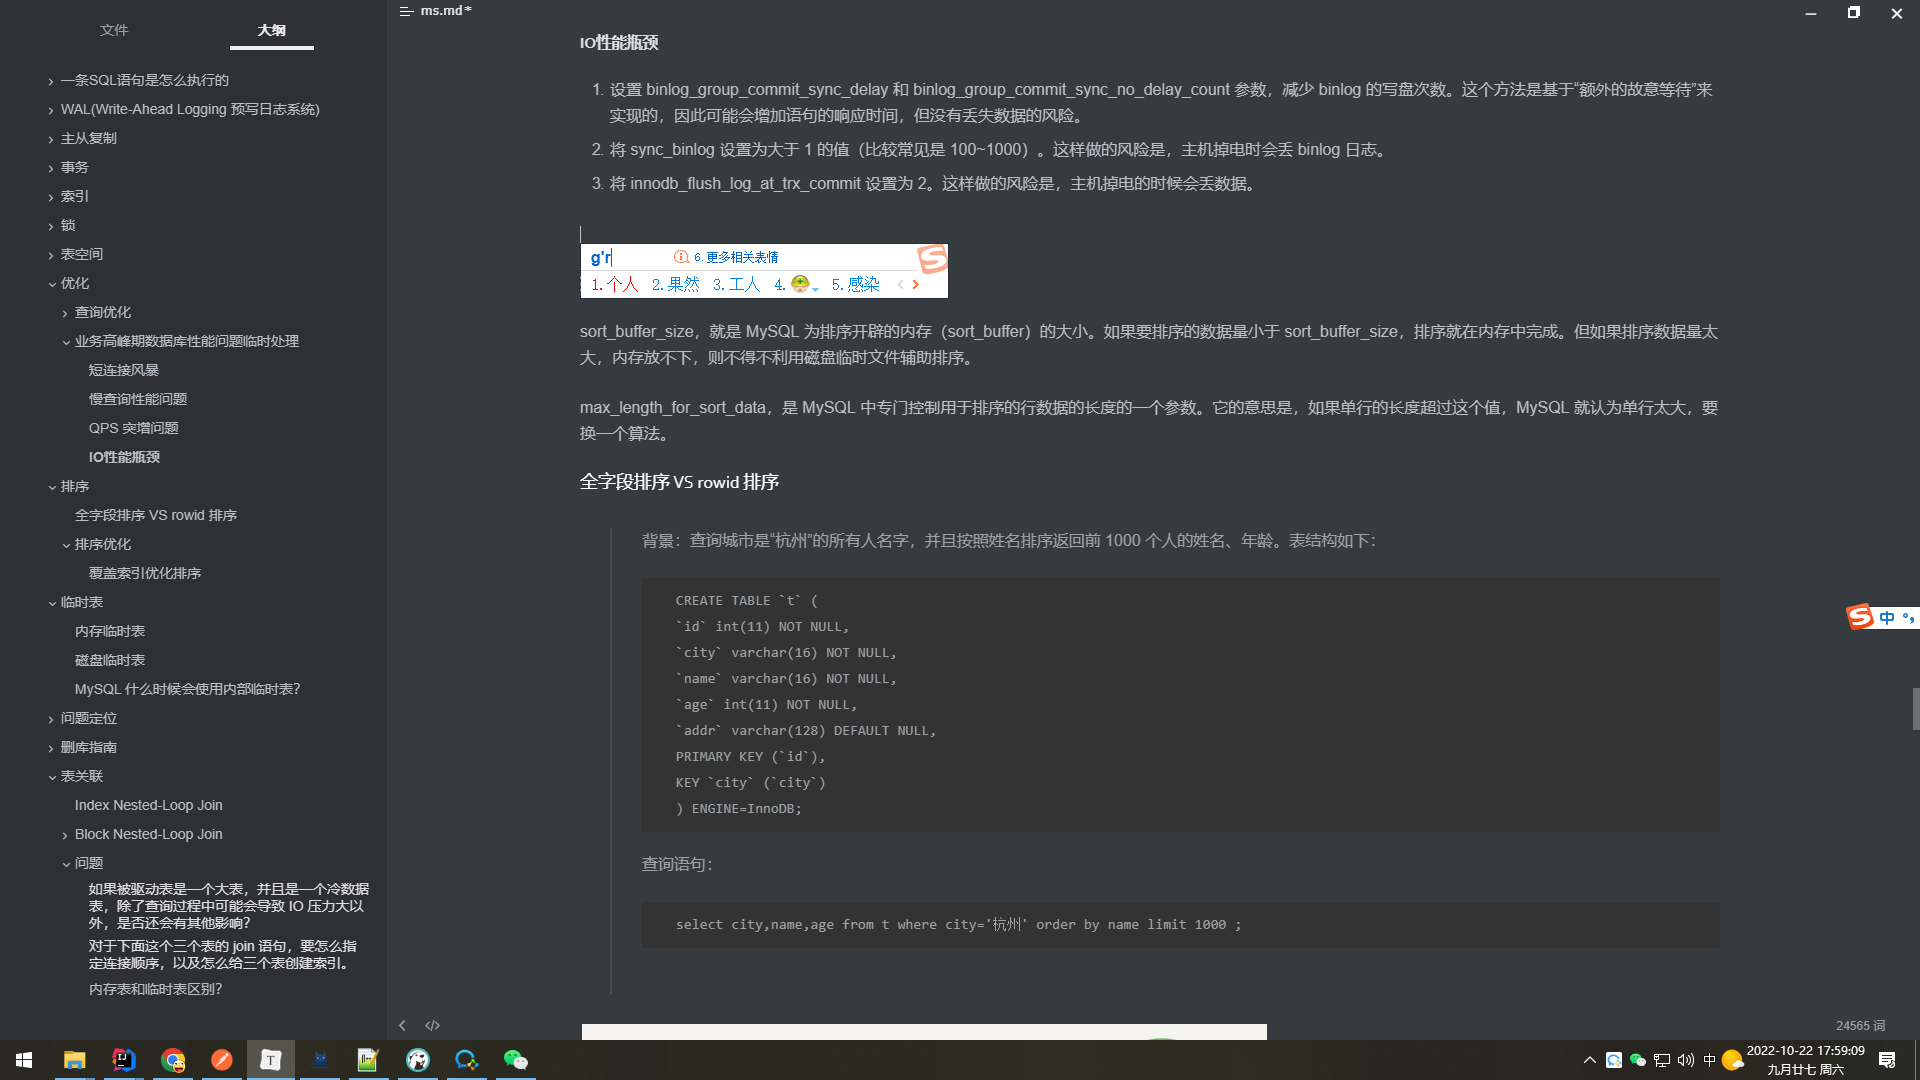 文件
大纲
一条SQL语句是怎么执行的
WAL(Write-Ahead Logging 预写日志系统)
主从复制
事务
索引
锁
表空间
优化
查询优化
业务高峰期数据库性能问题临时处理
短连接风暴
慢查询性能问题
QPS 突增问题
IO性能瓶颈
排序
全字段排序 VS rowid 排序
排序优化
覆盖索引优化排序
临时表
内存临时表
磁盘临时表
MySQL 什么时候会使用内部临时表？
问题定位
删库指南
表关联
Index Nested-Loop Join
Block Nested-Loop Join
问题
如果被驱动表是一个大表，并且是一个冷数据
表，除了查询过程中可能会导致 IO 压力大以
外，是否还会有其他影响？
对于下面这个三个表的 join 语句，要怎么指
定连接顺序，以及怎么给三个表创建索引。
内存表和临时表区别？
ms.md*
IO性能瓶颈
1. 设置 binlog_group_commit_sync_delay 和 binlog_group_commit_sync_no_delay_count 参数，减少 binlog 的写盘次数。这个方法是基于“额外的故意等待”来
实现的，因此可能会增加语句的响应时间，但没有丢失数据的风险。
2. 将 sync_binlog 设置为大于 1 的值（比较常见是 100~1000）。这样做的风险是，主机掉电时会丢 binlog 日志。
3. 将 innodb_flush_log_at_trx_commit 设置为 2。这样做的风险是，主机掉电的时候会丢数据。
g'r
6. 更多相关表情
1. 个人 2. 果然 3. 工人 4. 5. 感染
sort_buffer_size，就是 MySQL 为排序开辟的内存（sort_buffer）的大小。如果要排序的数据量小于 sort_buffer_size，排序就在内存中完成。但如果排序数据量太
大，内存放不下，则不得不利用磁盘临时文件辅助排序。
max_length_for_sort_data，是 MySQL 中专门控制用于排序的行数据的长度的一个参数。它的意思是，如果单行的长度超过这个值，MySQL 就认为单行太大，要
换一个算法。
全字段排序 VS rowid 排序
背景：查询城市是“杭州”的所有人名字，并且按照姓名排序返回前 1000 个人的姓名、年龄。表结构如下：
CREATE TABLE `t` (
`id` int(11) NOT NULL,
`city` varchar(16) NOT NULL,
`name` varchar(16) NOT NULL,
`age` int(11) NOT NULL,
`addr` varchar(128) DEFAULT NULL,
PRIMARY KEY (`id`),
KEY `city` (`city`)
) ENGINE=InnoDB;
查询语句：
select city,name,age from t where city='杭州' order by name limit 1000 ;
中 °,
24565 词
中
2022-10-22 17:59:09
九月廿七 周六